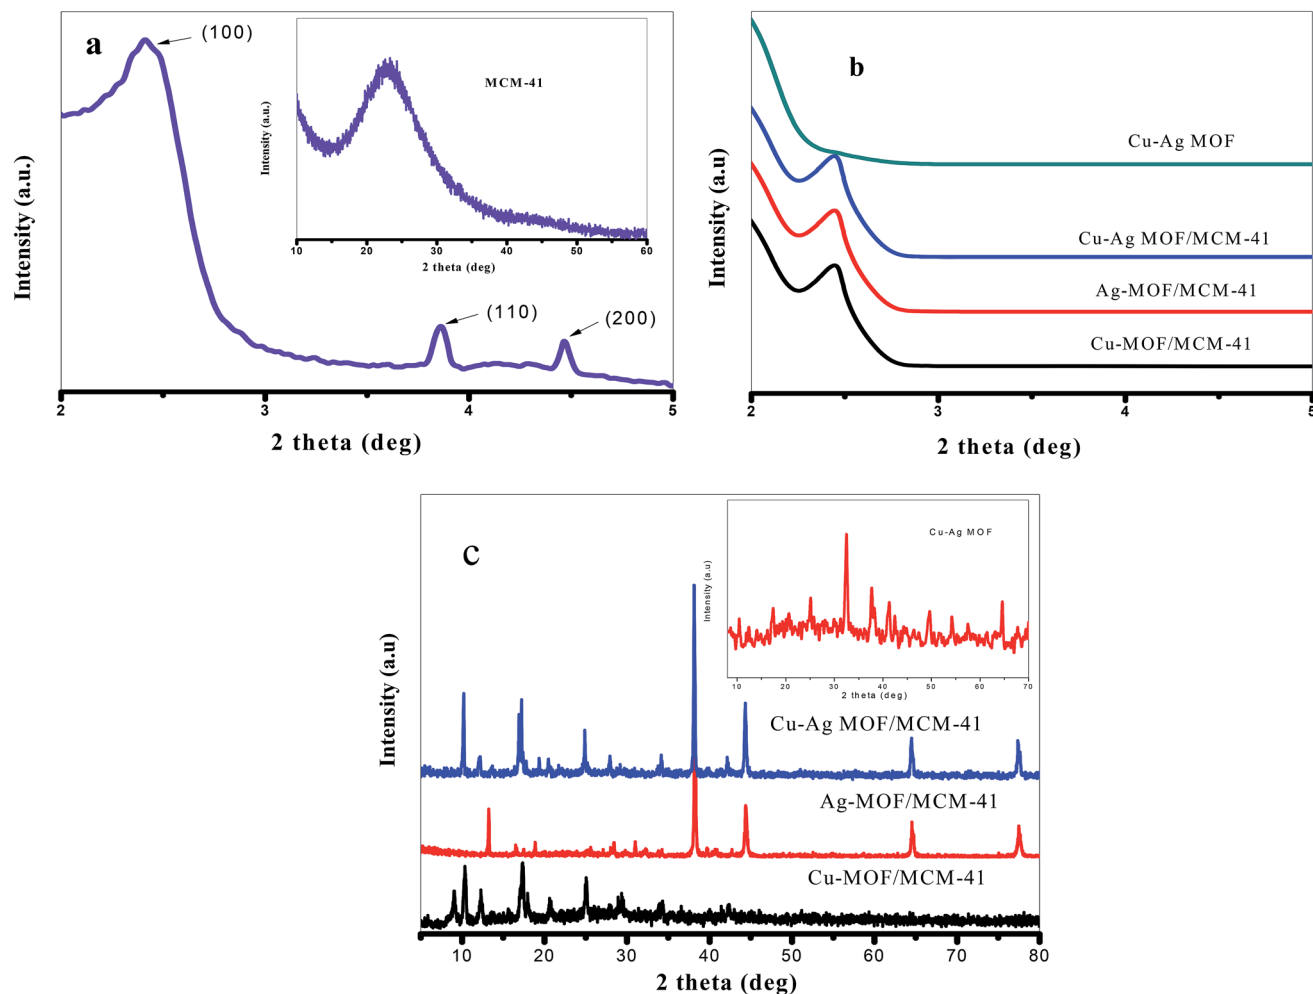 a
(100)
MCM-41
Intensity (a.u.)
10 20 30 40 50 60
2 theta (deg)
(110)
(200)
Intensity (a.u.)
2 3 4 5
2 theta (deg)
b
Cu-Ag MOF
Cu-Ag MOF/MCM-41
Ag-MOF/MCM-41
Cu-MOF/MCM-41
Intensity (a.u)
2 3 4 5
2 theta (deg)
c
Cu-Ag MOF
Intensity (a.u)
10 20 30 40 50 60 70
2 theta (deg)
Cu-Ag MOF/MCM-41
Ag-MOF/MCM-41
Cu-MOF/MCM-41
Intensity (a.u)
10 20 30 40 50 60 70 80
2 theta (deg)